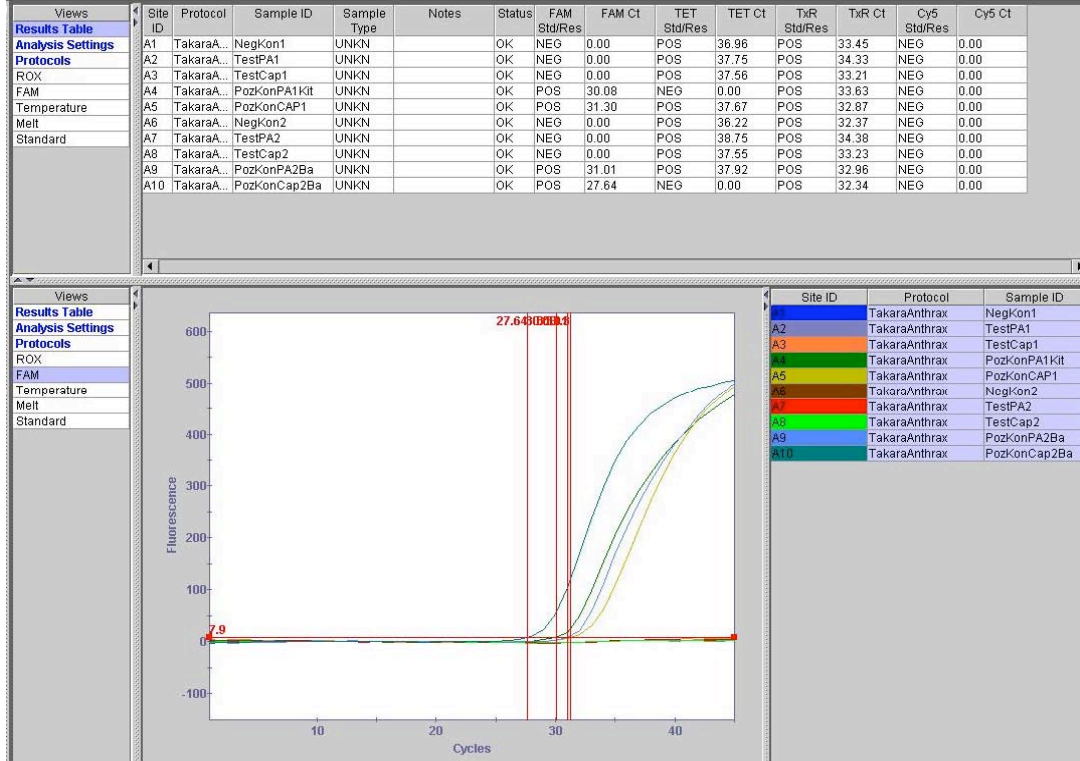 Views
Results Table
Analysis Settings
Protocols
ROX
FAM
Temperature
Melt
Standard
Site ID Protocol Sample ID Sample Type Notes Status FAM Std/Res FAM Ct TET Std/Res TET Ct TxR Std/Res TxR Ct Cy5 Std/Res Cy5 Ct
A1 TakaraA... NegKon1 UNKN OK NEG 0.00 POS 36.96 POS 33.45 NEG 0.00
A2 TakaraA... TestPA1 UNKN OK NEG 0.00 POS 37.75 POS 34.33 NEG 0.00
A3 TakaraA... TestCap1 UNKN OK NEG 0.00 POS 37.56 POS 33.21 NEG 0.00
A4 TakaraA... PozKonPA1Kit UNKN OK POS 30.08 NEG 0.00 POS 33.63 NEG 0.00
A5 TakaraA... PozKonCAP1 UNKN OK POS 31.30 POS 37.67 POS 32.87 NEG 0.00
A6 TakaraA... NegKon2 UNKN OK NEG 0.00 POS 36.22 POS 32.37 NEG 0.00
A7 TakaraA... TestPA2 UNKN OK NEG 0.00 POS 38.75 POS 34.38 NEG 0.00
A8 TakaraA... TestCap2 UNKN OK NEG 0.00 POS 37.55 POS 33.23 NEG 0.00
A9 TakaraA... PozKonPA2Ba UNKN OK POS 31.01 POS 37.92 POS 32.96 NEG 0.00
A10 TakaraA... PozKonCap2Ba UNKN OK POS 27.64 NEG 0.00 POS 32.34 NEG 0.00
Views
Results Table
Analysis Settings
Protocols
ROX
FAM
Temperature
Melt
Standard
27.64
600
500
400
300
200
100
0
-100
7.9
Fluorescence
10 20 30 40
Cycles
Site ID Protocol Sample ID
A1 TakaraAnthrax NegKon1
A2 TakaraAnthrax TestPA1
A3 TakaraAnthrax TestCap1
A4 TakaraAnthrax PozKonPA1Kit
A5 TakaraAnthrax PozKonCAP1
A6 TakaraAnthrax NegKon2
A7 TakaraAnthrax TestPA2
A8 TakaraAnthrax TestCap2
A9 TakaraAnthrax PozKonPA2Ba
A10 TakaraAnthrax PozKonCap2Ba